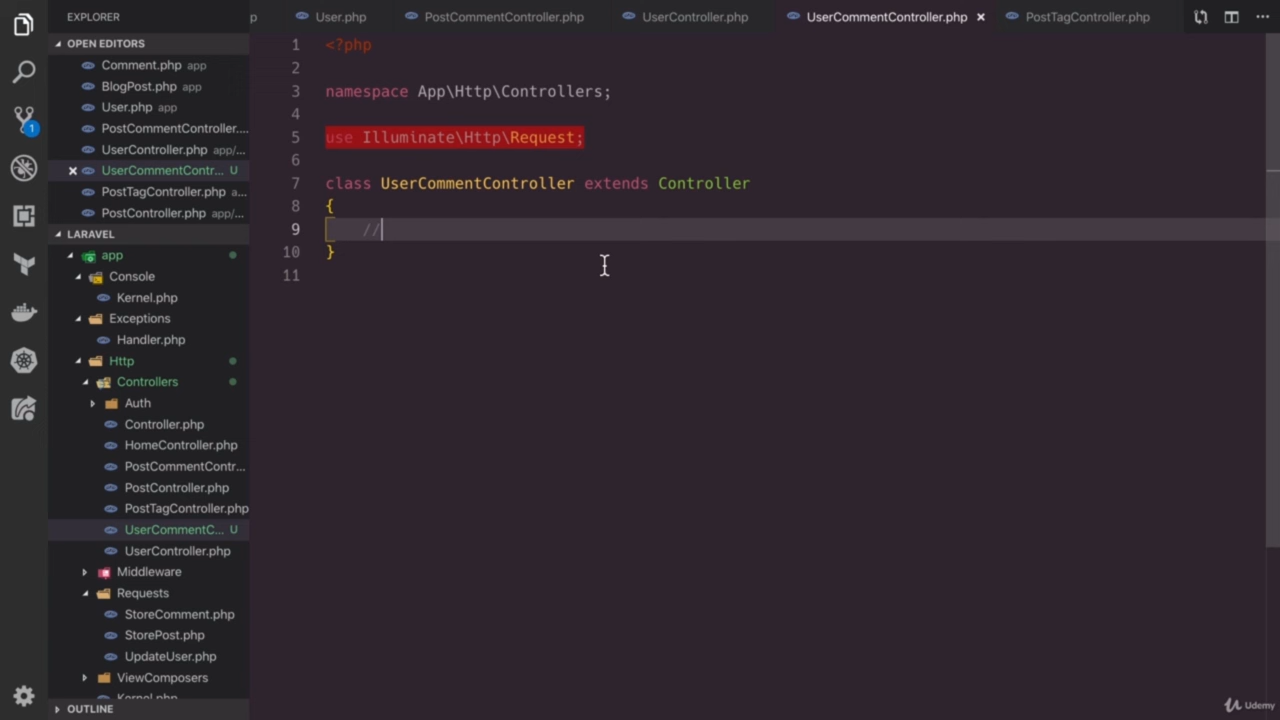 EXPLORER
p
User.php
PostCommentController.php
UserController.php
UserCommentController.php
PostTagController.php
OPEN EDITORS
Comment.php app
BlogPost.php app
User.php app
PostCommentController....
UserController.php app/...
UserCommentContr... U
PostTagController.php a...
PostController.php app/...
LARAVEL
app
Console
Kernel.php
Exceptions
Handler.php
Http
Controllers
Auth
Controller.php
HomeController.php
PostCommentContr...
PostController.php
PostTagController.php
UserCommentC... U
UserController.php
Middleware
Requests
StoreComment.php
StorePost.php
UpdateUser.php
ViewComposers
Kernel.php
OUTLINE
1
1 <?php
2
3 namespace App\Http\Controllers;
4
5 use Illuminate\Http\Request;
6
7 class UserCommentController extends Controller
8 {
9 //
10 }
11
Udemy